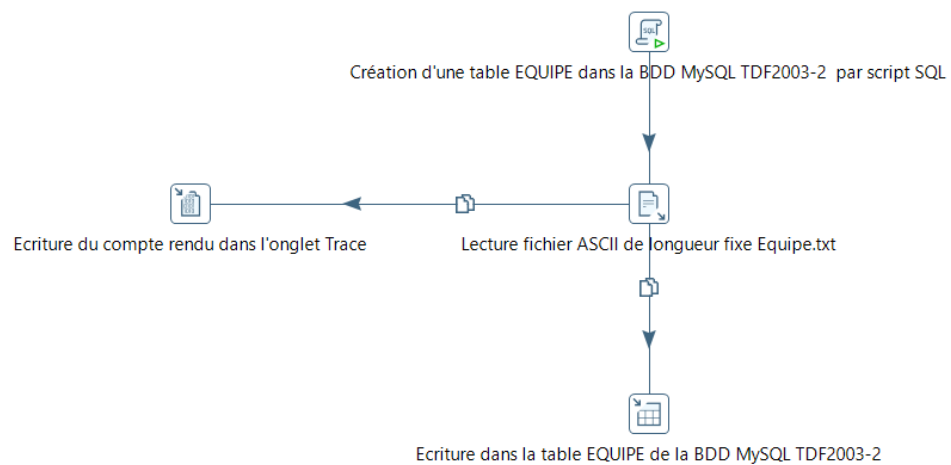 SQL
Création d'une table EQUIPE dans la BDD MySQL TDF2003-2  par script SQL
Ecriture du compte rendu dans l'onglet Trace
Lecture fichier ASCII de longueur fixe Equipe.txt
Ecriture dans la table EQUIPE de la BDD MySQL TDF2003-2